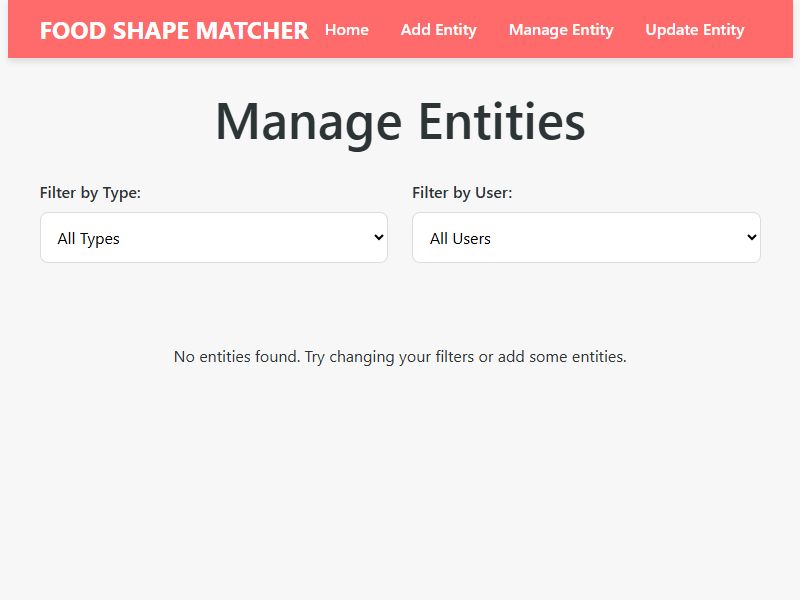 FOOD SHAPE MATCHER Home Add Entity Manage Entity Update Entity
Manage Entities
Filter by Type: Filter by User:
All Types All Users
No entities found. Try changing your filters or add some entities.